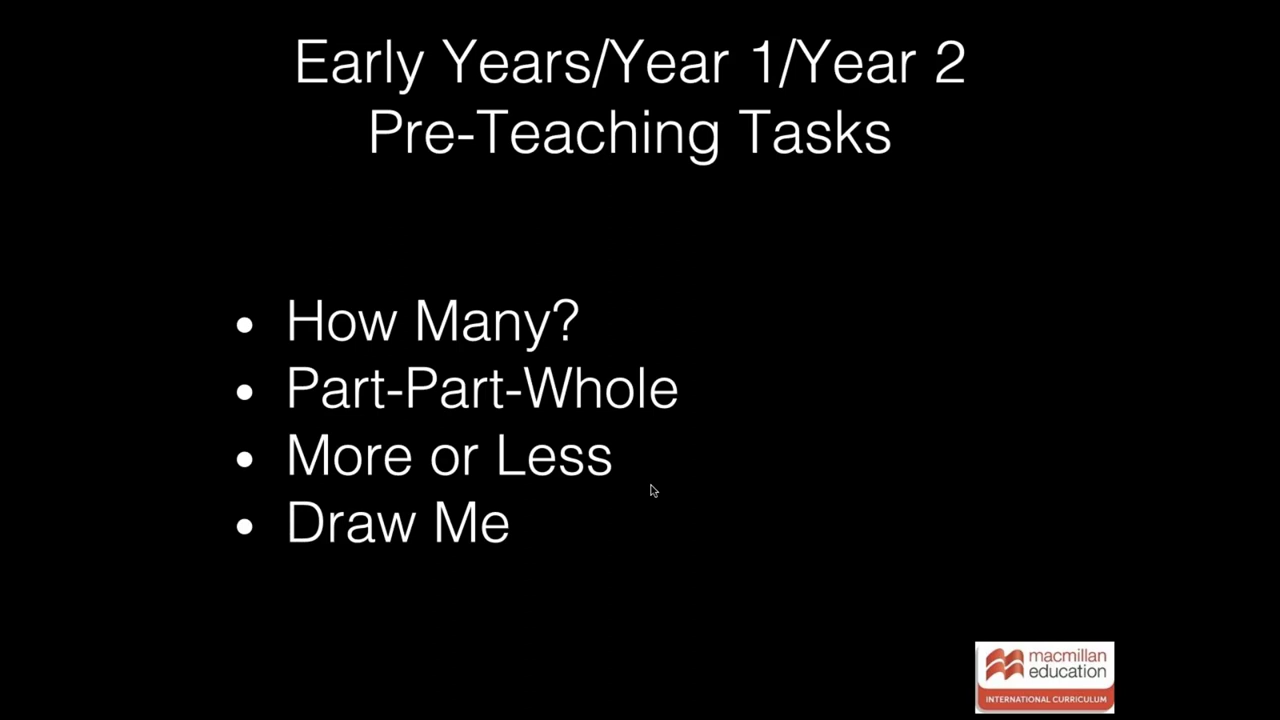 Early Years/Year 1/Year 2
Pre-Teaching Tasks
• How Many?
• Part-Part-Whole
• More or Less
• Draw Me
macmillan
education
INTERNATIONAL CURRICULUM